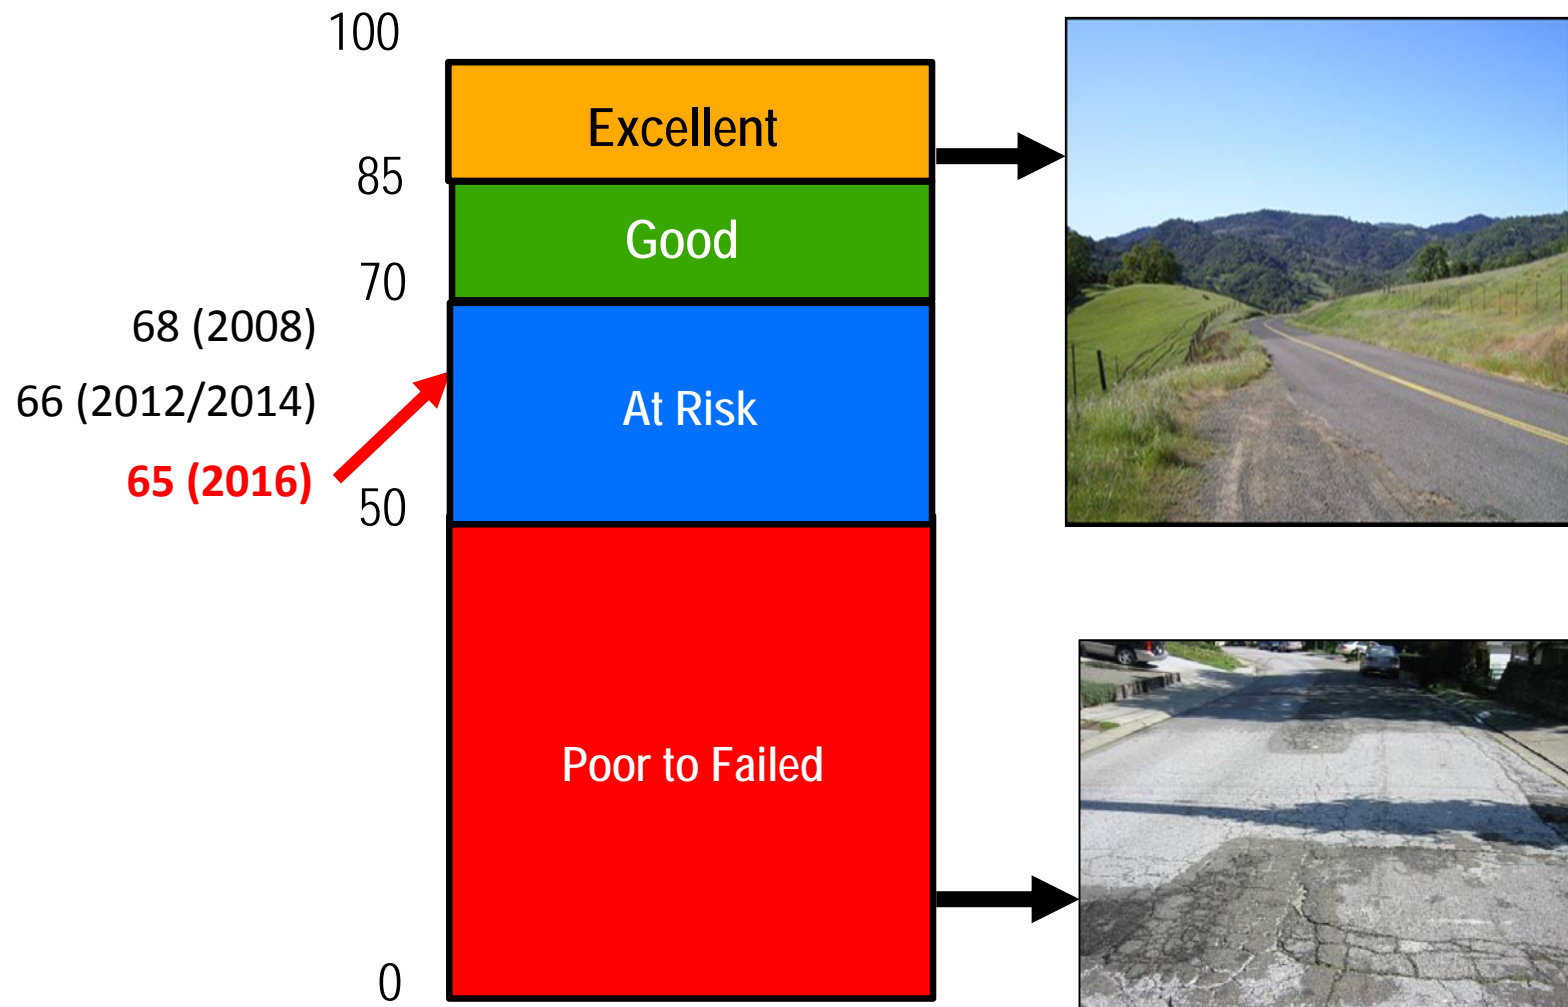 100
Excellent
85
Good
70
68 (2008)
66 (2012/2014)
At Risk
65 (2016)
50
Poor to Failed
0